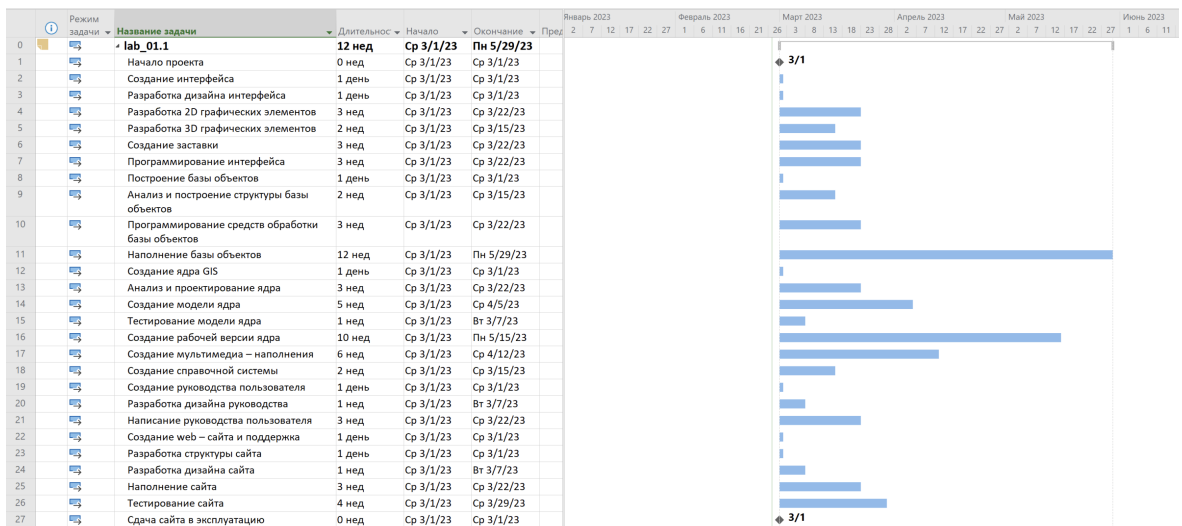 Январь 2023 Февраль 2023 Март 2023 Апрель 2023 Май 2023 Июнь 2023
Режим задачи Название задачи Длительнос Начало Окончание Пред 2 7 12 17 22 27 1 6 11 16 21 26 3 8 13 18 23 28 2 7 12 17 22 27 2 7 12 17 22 27 1 6 11
0 lab_01.1 12 нед Ср 3/1/23 Пн 5/29/23
1 Начало проекта 0 нед Ср 3/1/23 Ср 3/1/23 3/1
2 Создание интерфейса 1 день Ср 3/1/23 Ср 3/1/23
3 Разработка дизайна интерфейса 1 день Ср 3/1/23 Ср 3/1/23
4 Разработка 2D графических элементов 3 нед Ср 3/1/23 Ср 3/22/23
5 Разработка 3D графических элементов 2 нед Ср 3/1/23 Ср 3/15/23
6 Создание заставки 3 нед Ср 3/1/23 Ср 3/22/23
7 Программирование интерфейса 3 нед Ср 3/1/23 Ср 3/22/23
8 Построение базы объектов 1 день Ср 3/1/23 Ср 3/1/23
9 Анализ и построение структуры базы 2 нед Ср 3/1/23 Ср 3/15/23
объектов
10 Программирование средств обработки 3 нед Ср 3/1/23 Ср 3/22/23
базы объектов
11 Наполнение базы объектов 12 нед Ср 3/1/23 Пн 5/29/23
12 Создание ядра GIS 1 день Ср 3/1/23 Ср 3/1/23
13 Анализ и проектирование ядра 3 нед Ср 3/1/23 Ср 3/22/23
14 Создание модели ядра 5 нед Ср 3/1/23 Ср 4/5/23
15 Тестирование модели ядра 1 нед Ср 3/1/23 Вт 3/7/23
16 Создание рабочей версии ядра 10 нед Ср 3/1/23 Пн 5/15/23
17 Создание мультимедиа – наполнения 6 нед Ср 3/1/23 Ср 4/12/23
18 Создание справочной системы 2 нед Ср 3/1/23 Ср 3/15/23
19 Создание руководства пользователя 1 день Ср 3/1/23 Ср 3/1/23
20 Разработка дизайна руководства 1 нед Ср 3/1/23 Вт 3/7/23
21 Написание руководства пользователя 3 нед Ср 3/1/23 Ср 3/22/23
22 Создание web – сайта и поддержка 1 день Ср 3/1/23 Ср 3/1/23
23 Разработка структуры сайта 1 день Ср 3/1/23 Ср 3/1/23
24 Разработка дизайна сайта 1 нед Ср 3/1/23 Вт 3/7/23
25 Наполнение сайта 3 нед Ср 3/1/23 Ср 3/22/23
26 Тестирование сайта 4 нед Ср 3/1/23 Ср 3/29/23
27 Сдача сайта в эксплуатацию 0 нед Ср 3/1/23 Ср 3/1/23 3/1